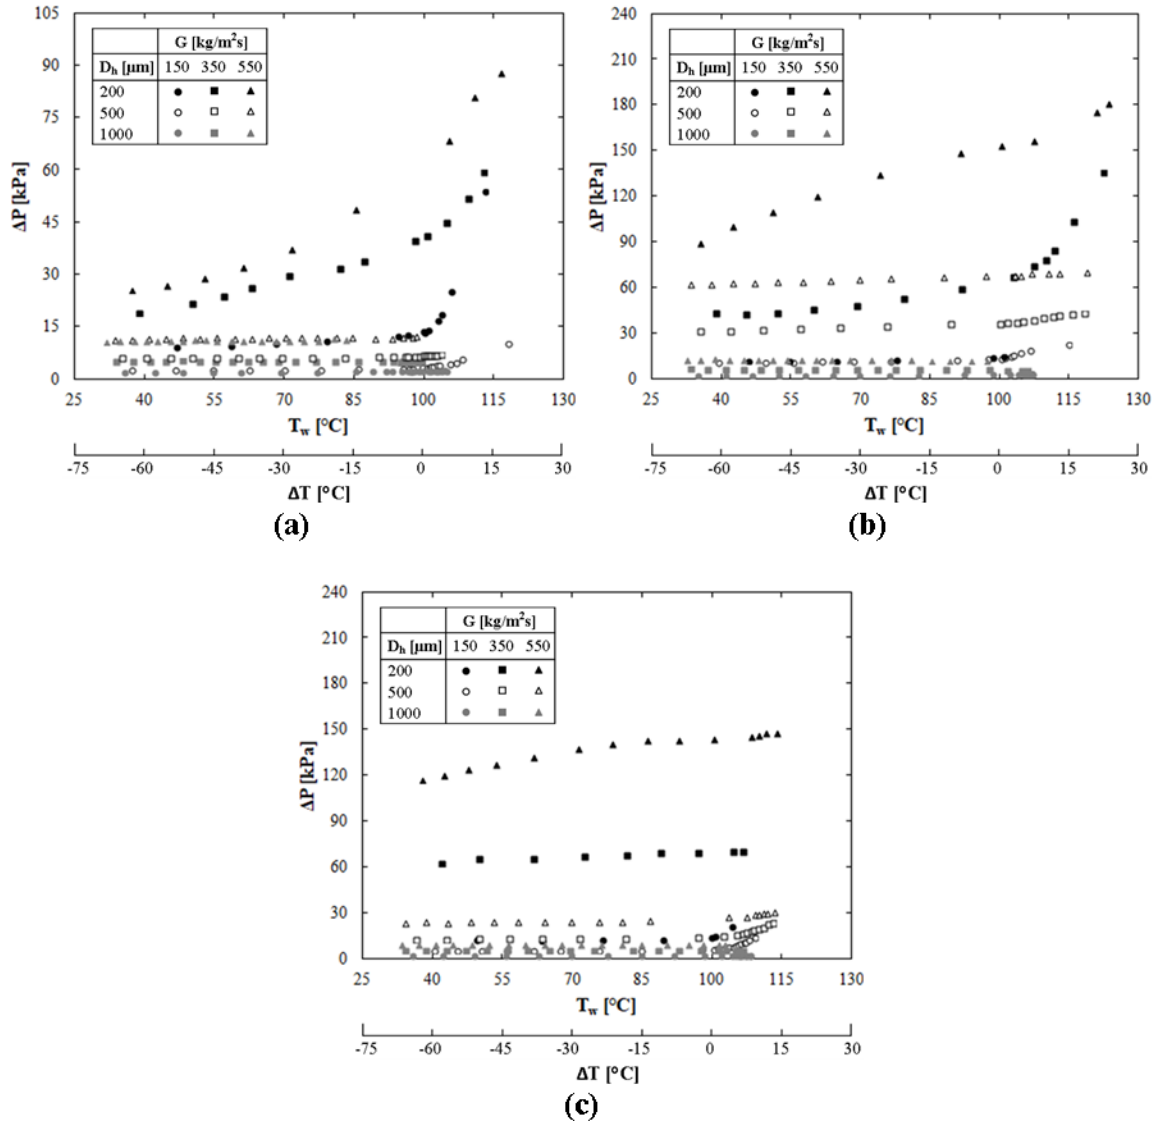 105
90
75
60
45
30
15
0
ΔP [kPa]
G [kg/m²s]
Dh [μm] 150 350 550
200
500
1000
25 40 55 70 85 100 115 130
Tw [°C]
-75 -60 -45 -30 -15 0 15 30
ΔT [°C]
(a)
240
210
180
150
120
90
60
30
0
ΔP [kPa]
G [kg/m²s]
Dh [μm] 150 350 550
200
500
1000
25 40 55 70 85 100 115 130
Tw [°C]
-75 -60 -45 -30 -15 0 15 30
ΔT [°C]
(b)
240
210
180
150
120
90
60
30
0
ΔP [kPa]
G [kg/m²s]
Dh [μm] 150 350 550
200
500
1000
25 40 55 70 85 100 115 130
Tw [°C]
-75 -60 -45 -30 -15 0 15 30
ΔT [°C]
(c)